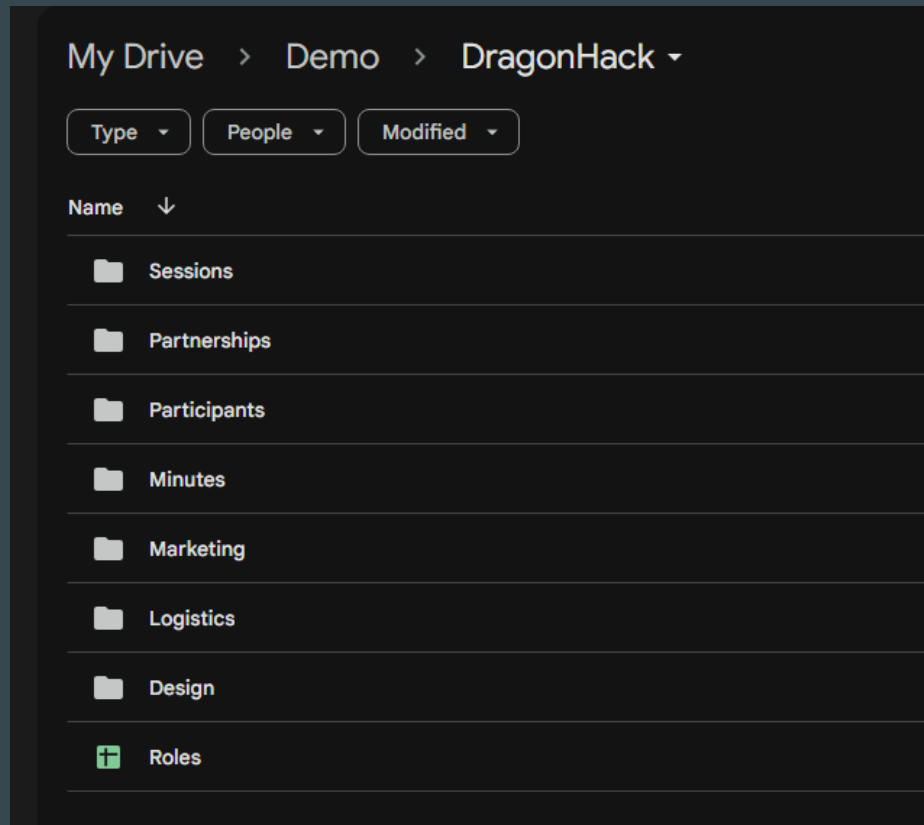 My Drive > Demo > DragonHack
Type People Modified
Name
Sessions
Partnerships
Participants
Minutes
Marketing
Logistics
Design
Roles